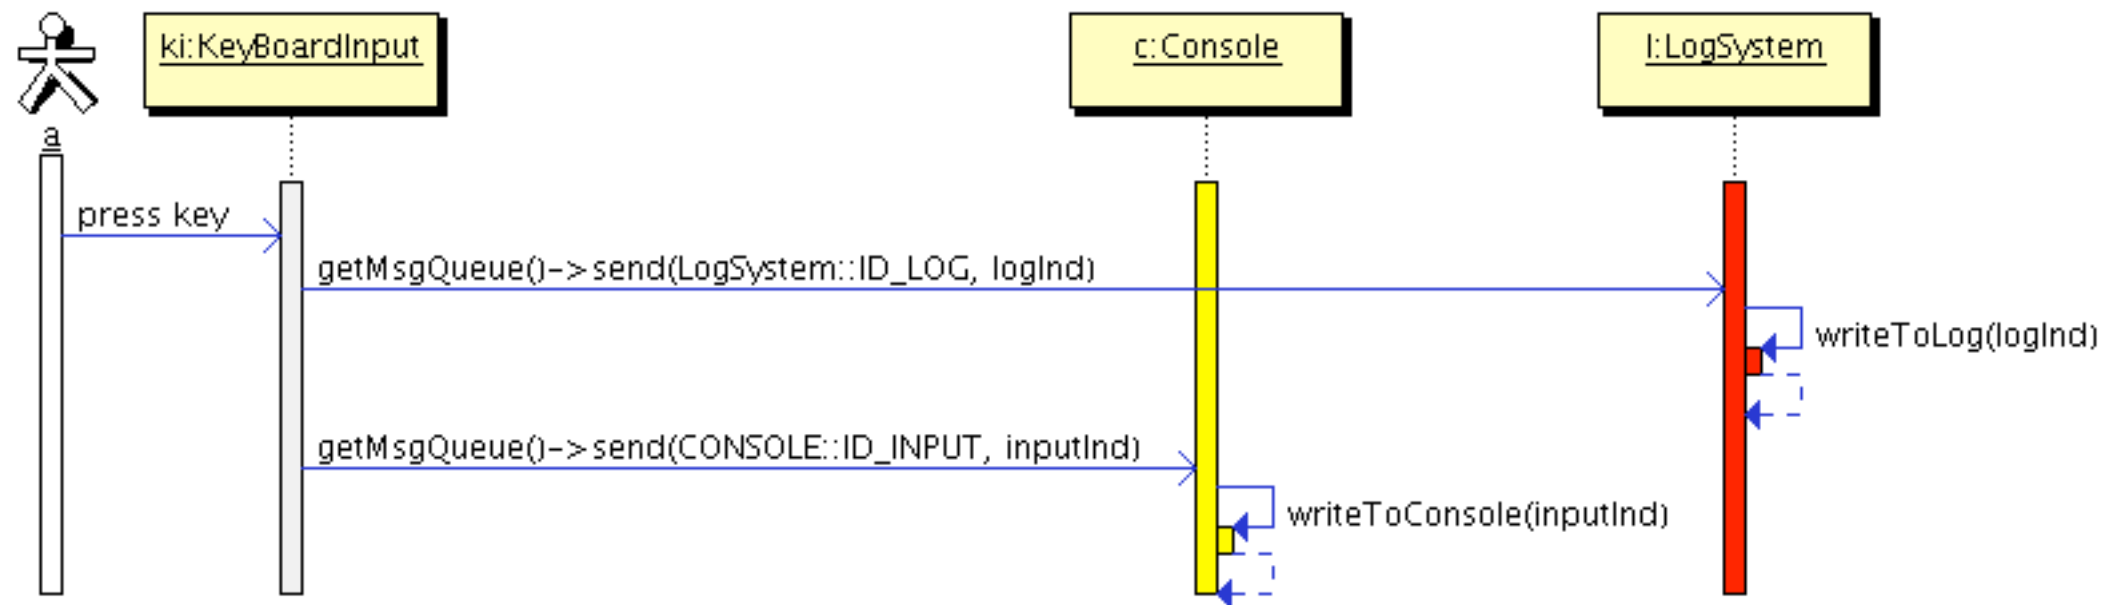 ki:KeyBoardInput
c:Console
l:LogSystem
a
press key
getMsgQueue()->send(LogSystem::ID_LOG, logInd)
writeToLog(logInd)
getMsgQueue()->send(CONSOLE::ID_INPUT, inputInd)
writeToConsole(inputInd)